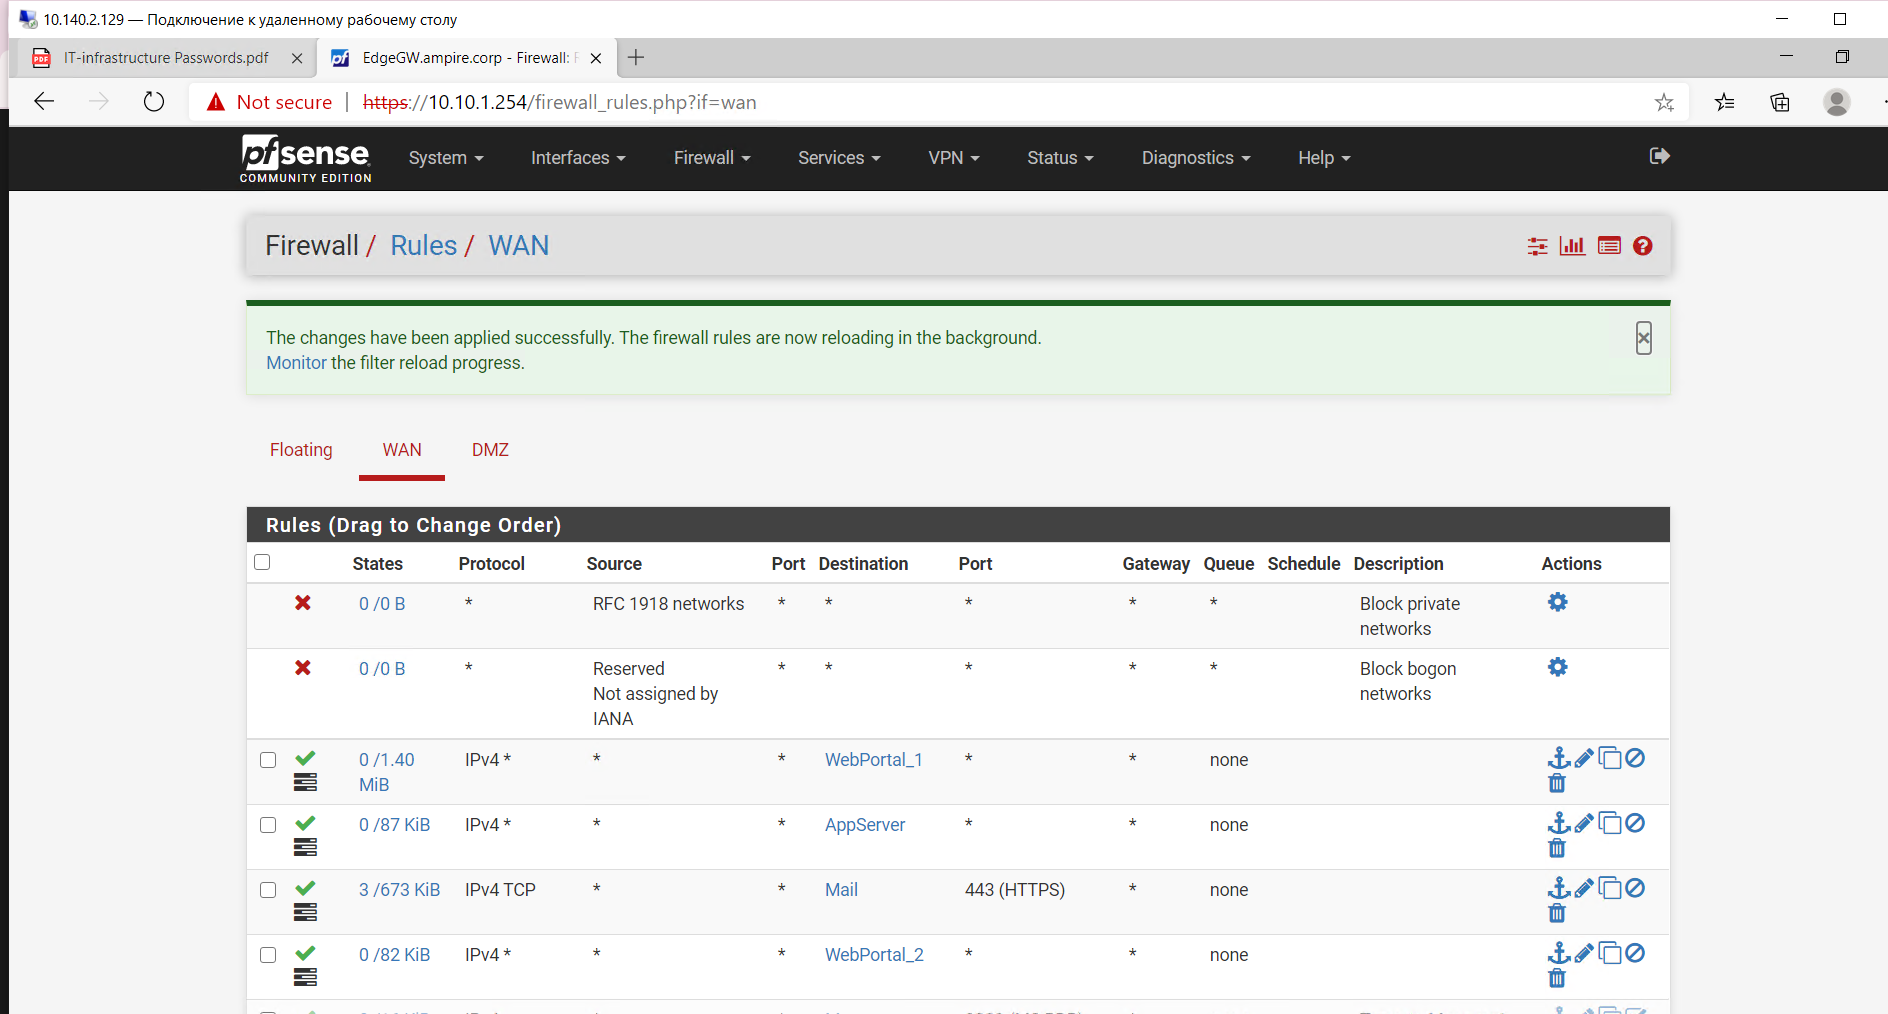 10.140.2.129 — Подключение к удаленному рабочему столу
IT-infrastructure Passwords.pdf
EdgeGW.ampire.corp - Firewall:
Not secure | https://10.10.1.254/firewall_rules.php?if=wan
pfsense
COMMUNITY EDITION
System Interfaces Firewall Services VPN Status Diagnostics Help
Firewall / Rules / WAN
The changes have been applied successfully. The firewall rules are now reloading in the background.
Monitor the filter reload progress.
Floating WAN DMZ
Rules (Drag to Change Order)
States Protocol Source Port Destination Port Gateway Queue Schedule Description Actions
0 /0 B * RFC 1918 networks * * * * * Block private
networks
0 /0 B * Reserved * * * * * Block bogon
Not assigned by networks
IANA
0 /1.40 IPv4 * * * WebPortal_1 * * none
MiB
0 /87 KiB IPv4 * * * AppServer * * none
3 /673 KiB IPv4 TCP * * Mail 443 (HTTPS) * none
0 /82 KiB IPv4 * * * WebPortal_2 * * none